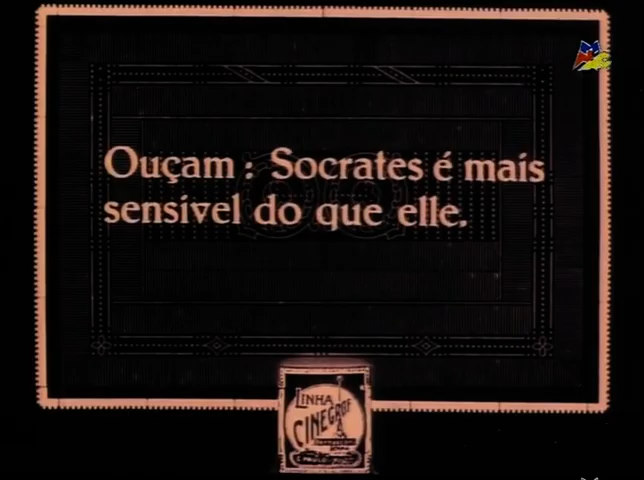 Ouçam : Socrates é mais
sensivel do que elle.
LINHA
CINEGRAF